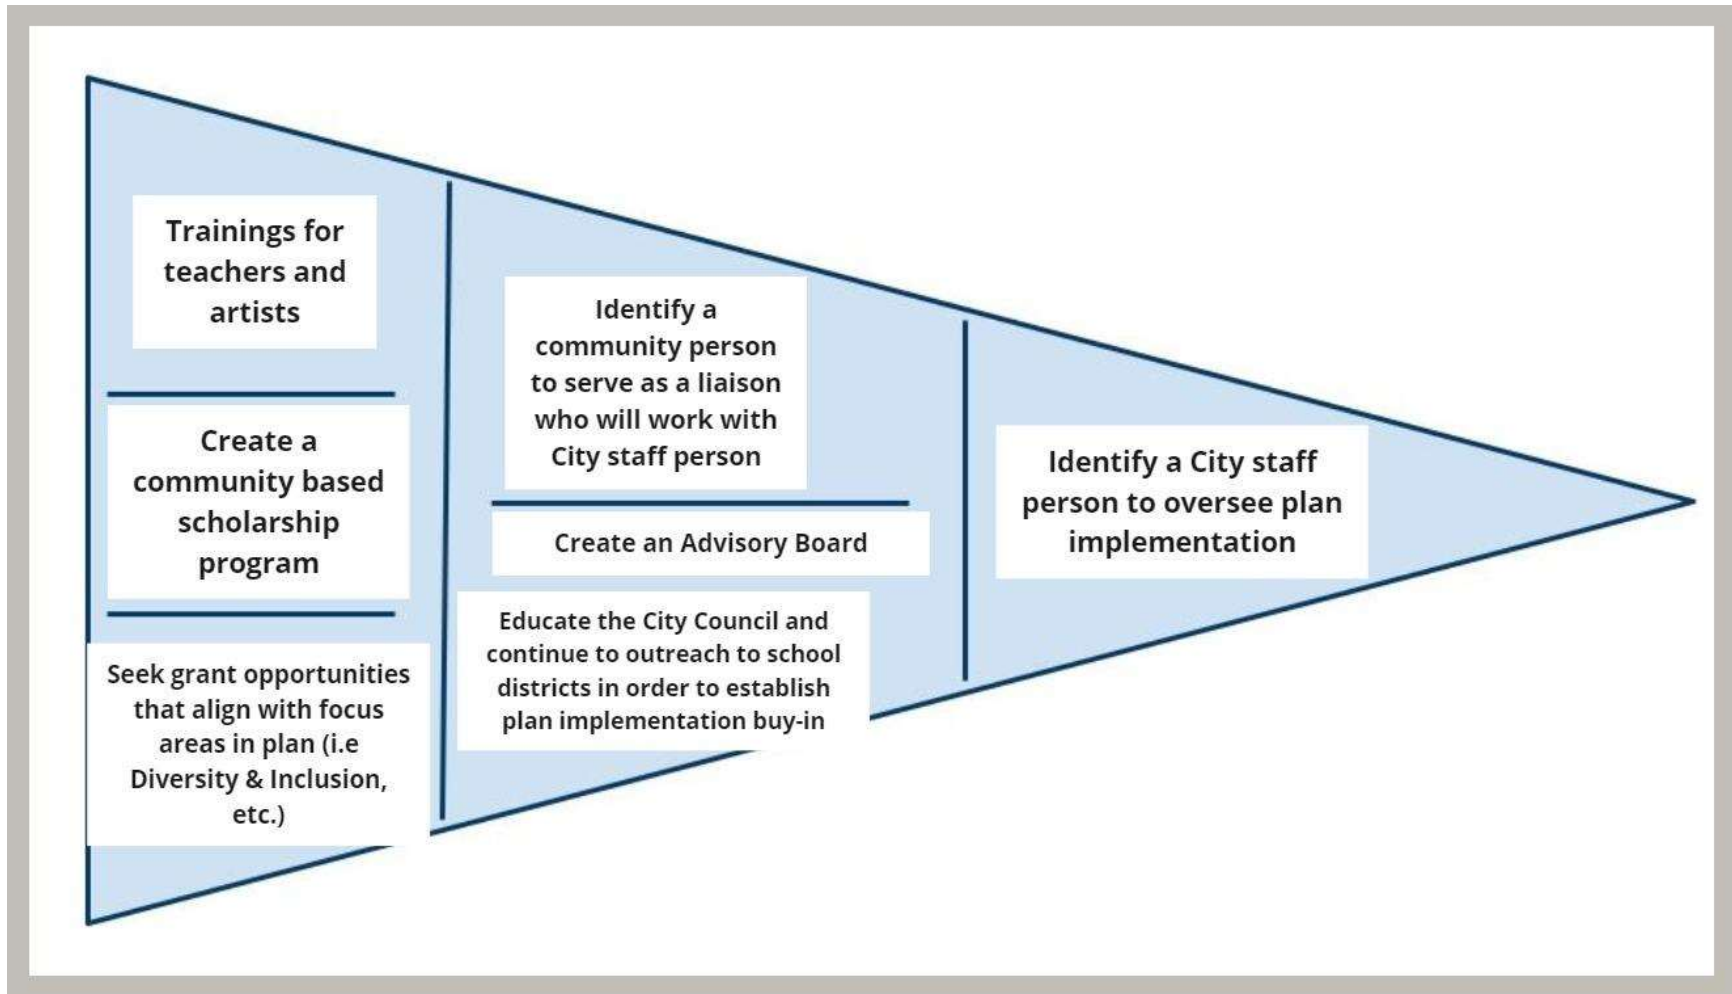 Trainings for
teachers and
artists
Create a
community based
scholarship
program
Seek grant opportunities
that align with focus
areas in plan (i.e
Diversity & Inclusion,
etc.)
Identify a
community person
to serve as a liaison
who will work with
City staff person
Create an Advisory Board
Educate the City Council and
continue to outreach to school
districts in order to establish
plan implementation buy-in
Identify a City staff
person to oversee plan
implementation